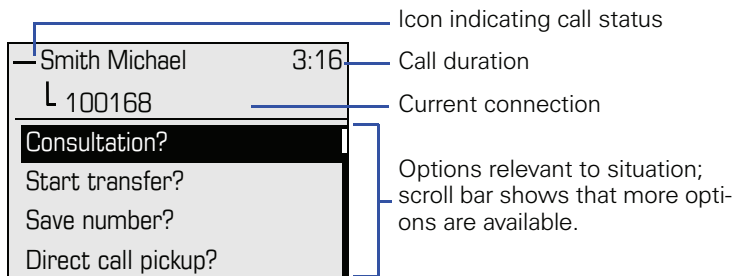 Icon indicating call status
Smith Michael 3:16
Call duration
100168
Current connection
Consultation?
Start transfer?
Save number?
Direct call pickup?
Options relevant to situation;
scroll bar shows that more opti-
ons are available.